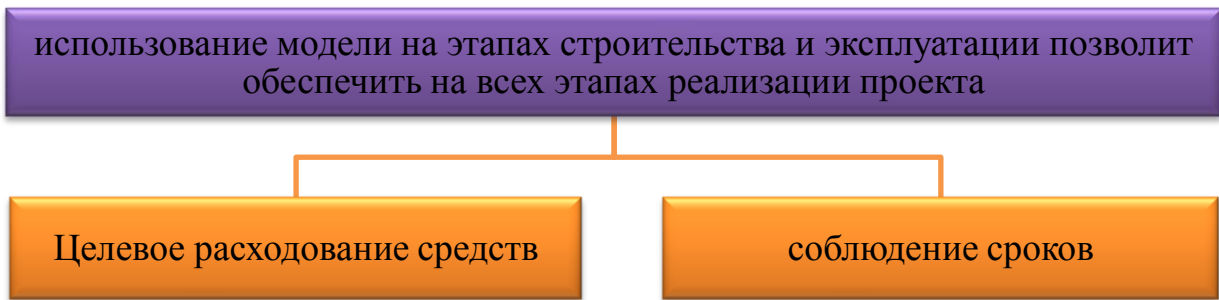 использование модели на этапах строительства и эксплуатации позволит
обеспечить на всех этапах реализации проекта
Целевое расходование средств
соблюдение сроков